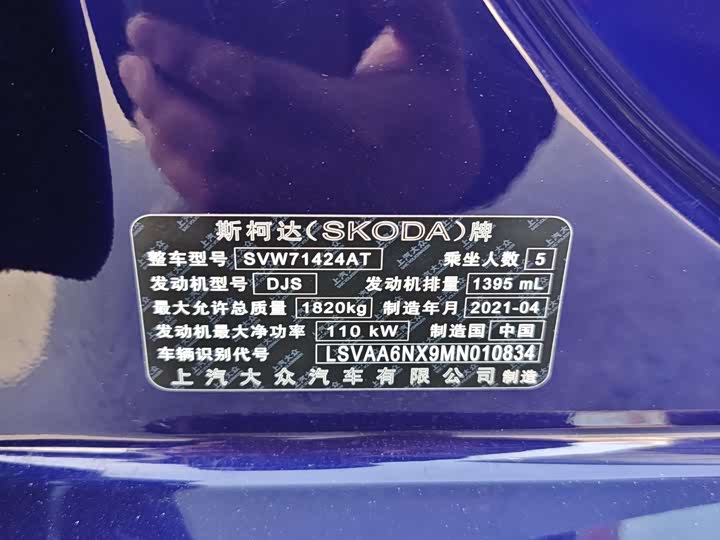 斯柯达(SKODA)牌
整车型号 SVW71424AT 乘坐人数 5
发动机型号 DJS 发动机排量 1395 mL
最大允许总质量 1820kg 制造年月 2021-04
发动机最大净功率 110 kW 制造国 中国
车辆识别代号 LSVAA6NX9MN010834
上汽大众汽车有限公司 制造